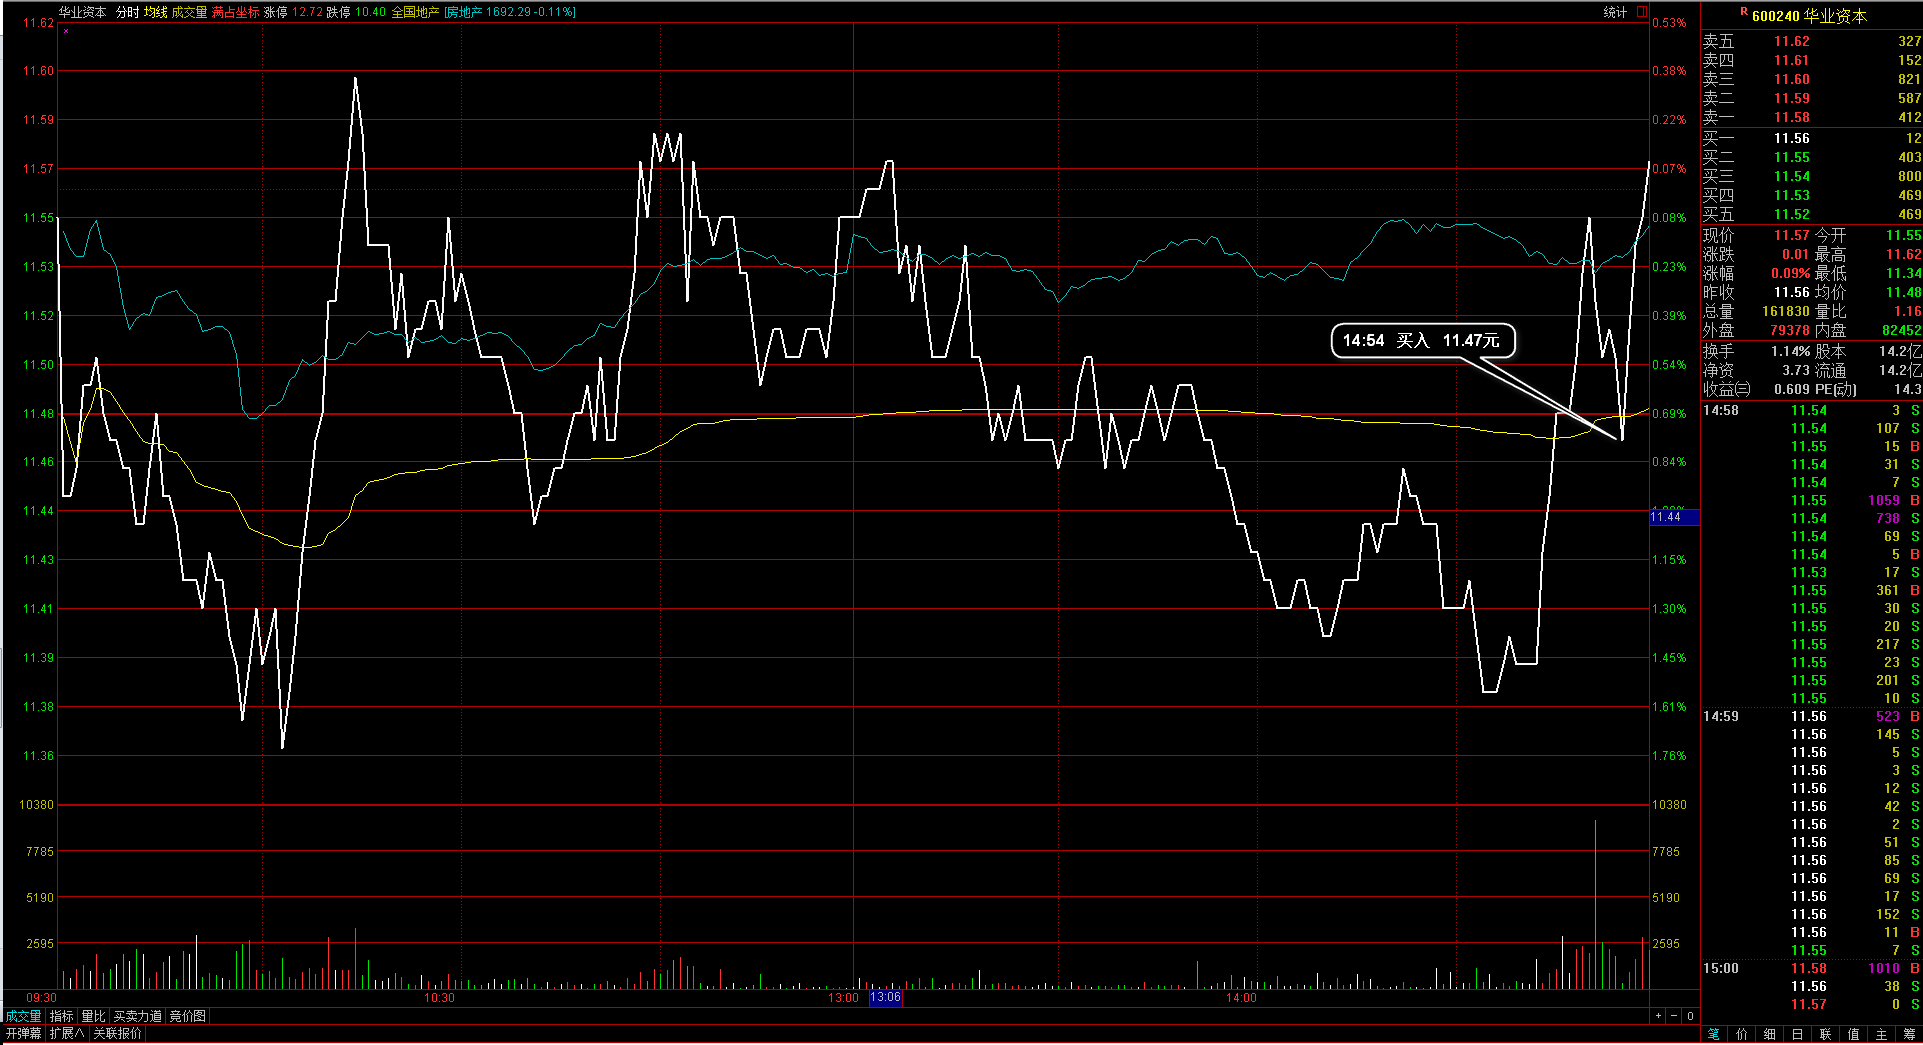 华业资本 分时 均线 成交量 满占坐标 涨停 12.72 跌停 10.40 全国地产 [房地产 1692.29 -0.11%] 统计
11.62 0.53%
11.60 0.38%
11.59 0.22%
11.57 0.07%
11.55 0.08%
11.53 0.23%
11.52 0.39%
11.50 0.54%
11.48 0.69%
11.46 0.84%
11.44
11.44
11.43 1.15%
11.41 1.30%
11.39 1.45%
11.38 1.61%
11.36 1.76%
10380 10380
7785 7785
5190 5190
2595 2595
14:54 买入 11.47元
09:30 10:30 13:00 13:06 14:00
成交量 指标 量比 买卖力道 竞价图 + - 0
开弹幕 扩展∧ 关联报价
R 600240 华业资本
卖五 11.62 327
卖四 11.61 152
卖三 11.60 821
卖二 11.59 587
卖一 11.58 412
买一 11.56 12
买二 11.55 403
买三 11.54 800
买四 11.53 469
买五 11.52 469
现价 11.57 今开 11.55
涨跌 0.01 最高 11.62
涨幅 0.09% 最低 11.34
昨收 11.56 均价 11.48
总量 161830 量比 1.16
外盘 79378 内盘 82452
换手 1.14% 股本 14.2亿
净资 3.73 流通 14.2亿
收益㈢ 0.609 PE(动) 14.3
14:58 11.54 3 S
11.54 107 S
11.55 15 B
11.54 31 S
11.54 7 S
11.55 1059 B
11.54 738 S
11.54 69 S
11.54 5 B
11.53 17 S
11.55 361 B
11.55 30 S
11.55 20 S
11.55 217 S
11.55 23 S
11.55 201 S
11.55 10 S
14:59 11.56 523 B
11.56 145 S
11.56 5 S
11.56 3 S
11.56 12 S
11.56 42 S
11.56 2 S
11.56 51 S
11.56 85 S
11.56 69 S
11.56 17 S
11.56 152 S
11.56 11 B
11.55 7 S
15:00 11.58 1010 B
11.56 38 S
11.57 0 S
笔 价 细 日 联 值 主 筹